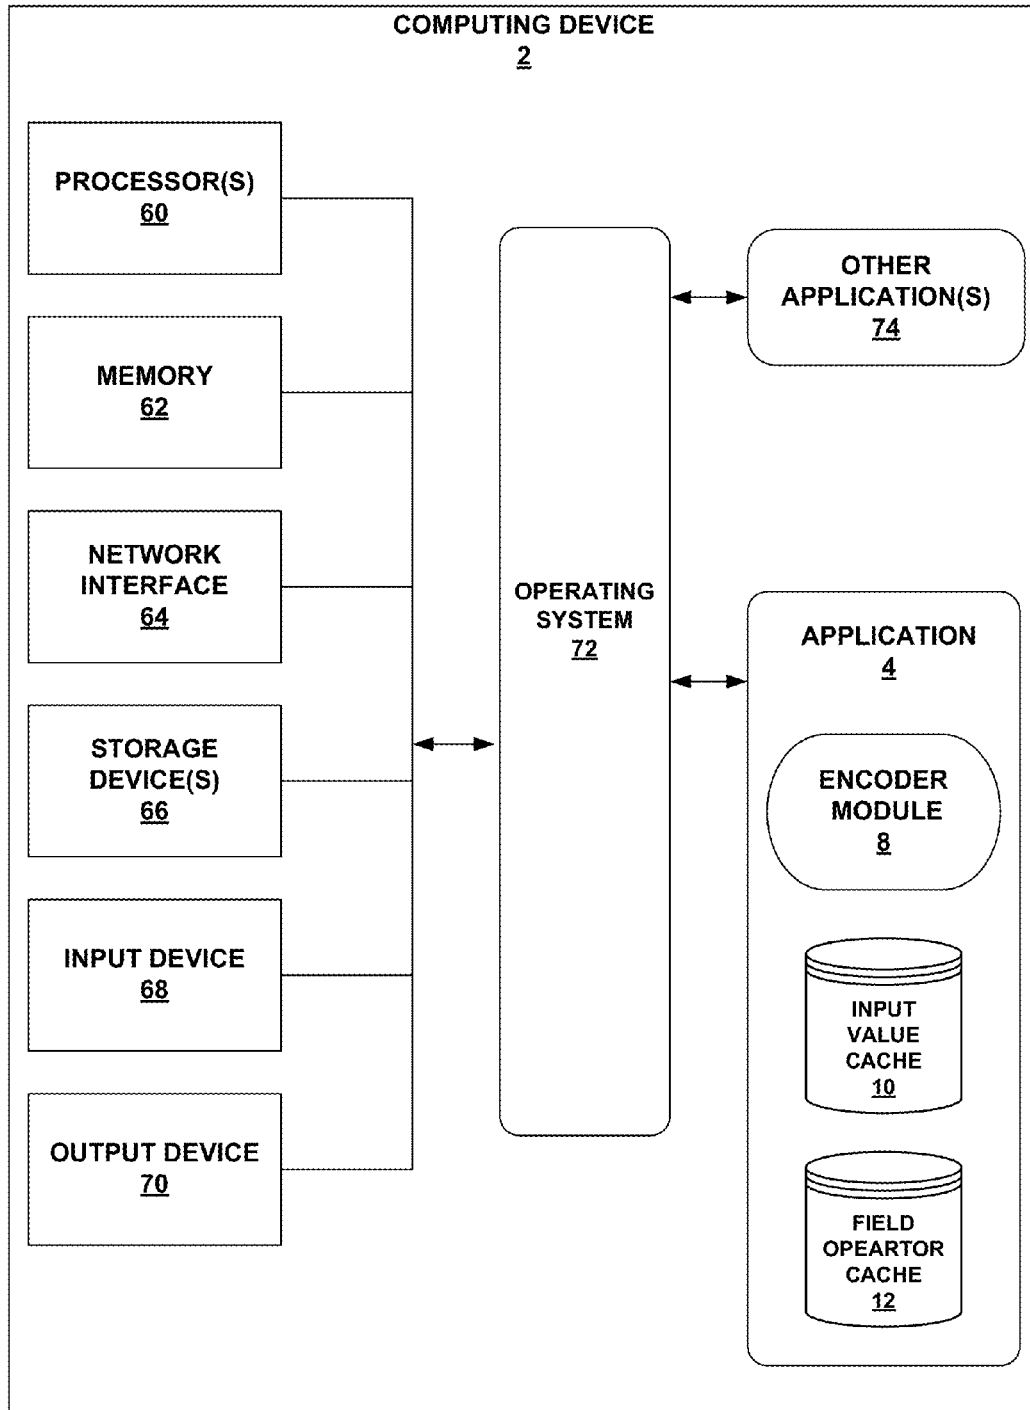 COMPUTING DEVICE
2
PROCESSOR(S)
60
MEMORY
62
NETWORK
INTERFACE
64
STORAGE
DEVICE(S)
66
INPUT DEVICE
68
OUTPUT DEVICE
70
OPERATING
SYSTEM
72
OTHER
APPLICATION(S)
74
APPLICATION
4
ENCODER
MODULE
8
INPUT
VALUE
CACHE
10
FIELD
OPEARTOR
CACHE
12